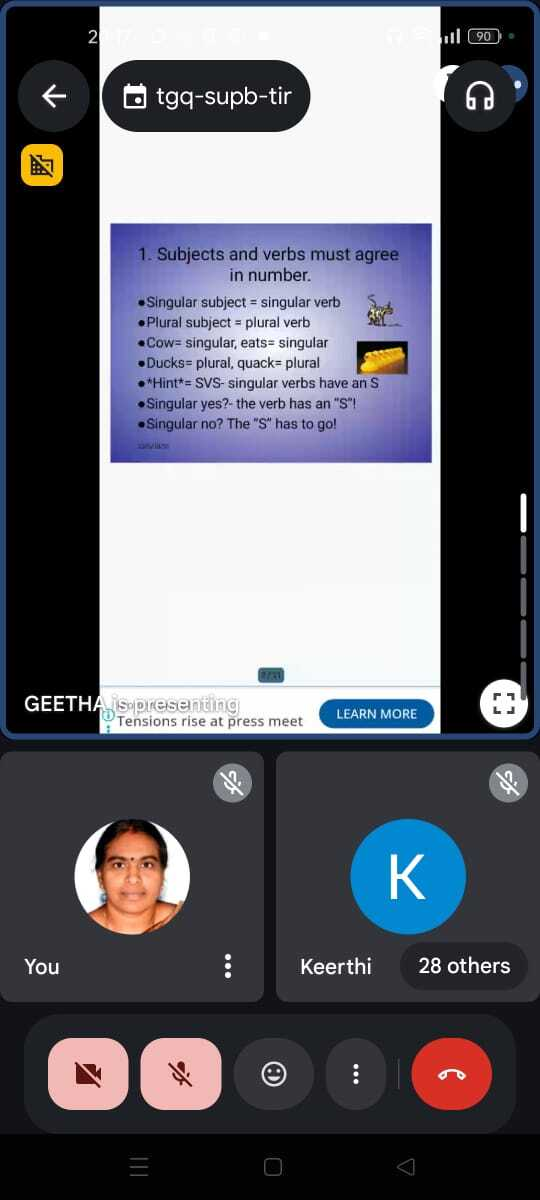 90
tgq-supb-tir
1. Subjects and verbs must agree
in number.
●Singular subject = singular verb
●Plural subject = plural verb
●Cow= singular, eats= singular
●Ducks= plural, quack= plural
●*Hint*= SVS- singular verbs have an S
●Singular yes?- the verb has an “S”!
●Singular no? The “S” has to go!
GEETHA is presenting
Tensions rise at press meet
LEARN MORE
You
K
Keerthi
28 others